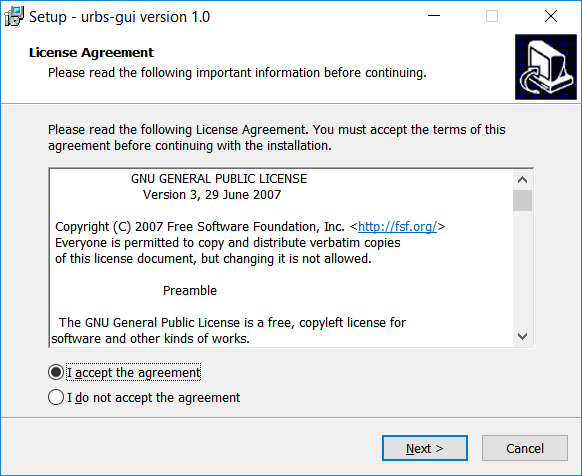 Setup - urbs-gui version 1.0
License Agreement
Please read the following important information before continuing.
Please read the following License Agreement. You must accept the terms of this
agreement before continuing with the installation.
GNU GENERAL PUBLIC LICENSE
Version 3, 29 June 2007
Copyright (C) 2007 Free Software Foundation, Inc. <http://fsf.org/>
Everyone is permitted to copy and distribute verbatim copies
of this license document, but changing it is not allowed.
Preamble
The GNU General Public License is a free, copyleft license for
software and other kinds of works.
I accept the agreement
I do not accept the agreement
Next >
Cancel